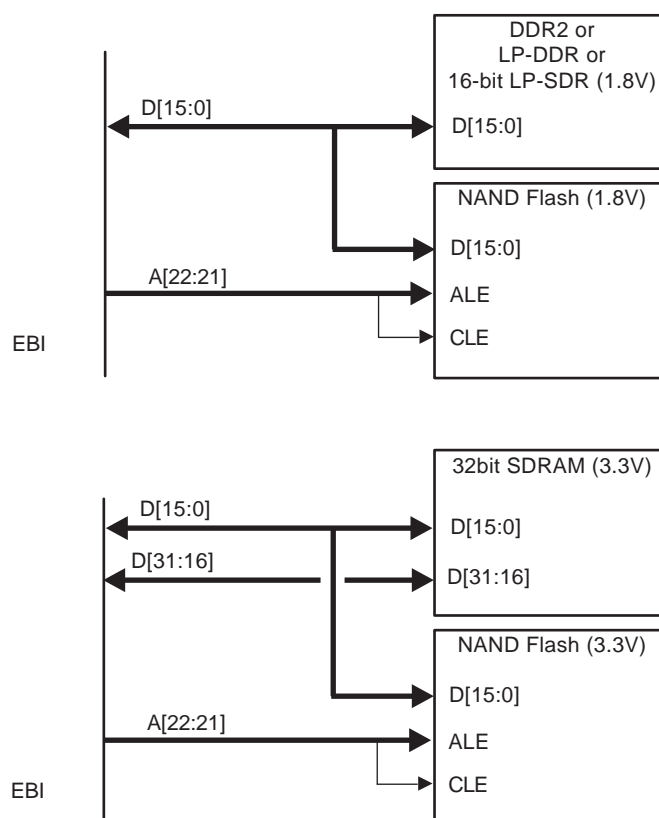 DDR2 or
LP-DDR or
16-bit LP-SDR (1.8V)
D[15:0]
D[15:0]
NAND Flash (1.8V)
D[15:0]
A[22:21]
ALE
EBI
CLE
32bit SDRAM (3.3V)
D[15:0]
D[15:0]
D[31:16]
D[31:16]
NAND Flash (3.3V)
D[15:0]
A[22:21]
ALE
EBI
CLE